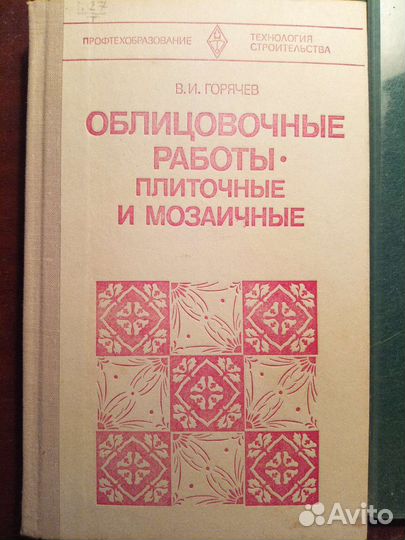 ПРОФТЕХОБРАЗОВАНИЕ
ТЕХНОЛОГИЯ
СТРОИТЕЛЬСТВА
В.И. ГОРЯЧЕВ
ОБЛИЦОВОЧНЫЕ
РАБОТЫ·
ПЛИТОЧНЫЕ
И МОЗАИЧНЫЕ
Avito